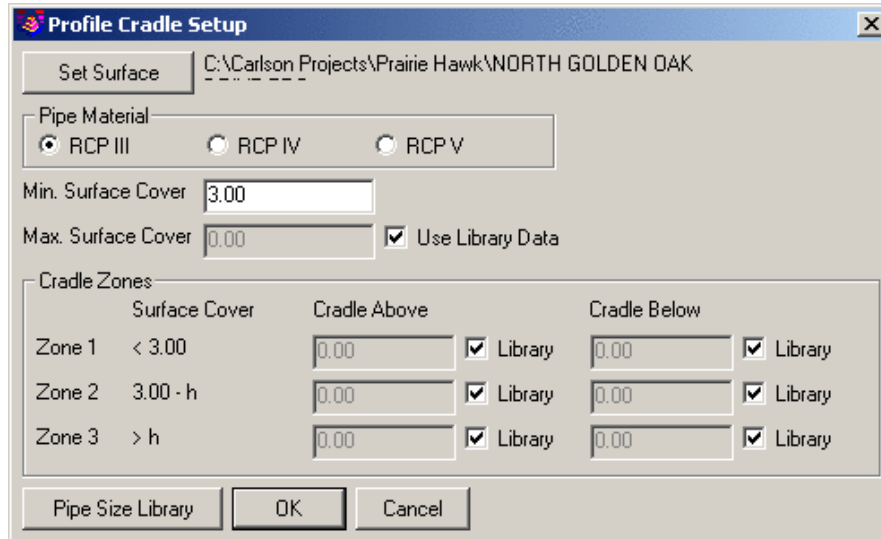 Profile Cradle Setup
Set Surface C:\Carlson Projects\Prairie Hawk\NORTH GOLDEN OAK
Pipe Material
RCP III RCP IV RCP V
Min. Surface Cover 3.00
Max. Surface Cover 0.00 Use Library Data
Cradle Zones
Surface Cover Cradle Above Cradle Below
Zone 1 < 3.00 0.00 Library 0.00 Library
Zone 2 3.00 - h 0.00 Library 0.00 Library
Zone 3 > h 0.00 Library 0.00 Library
Pipe Size Library OK Cancel